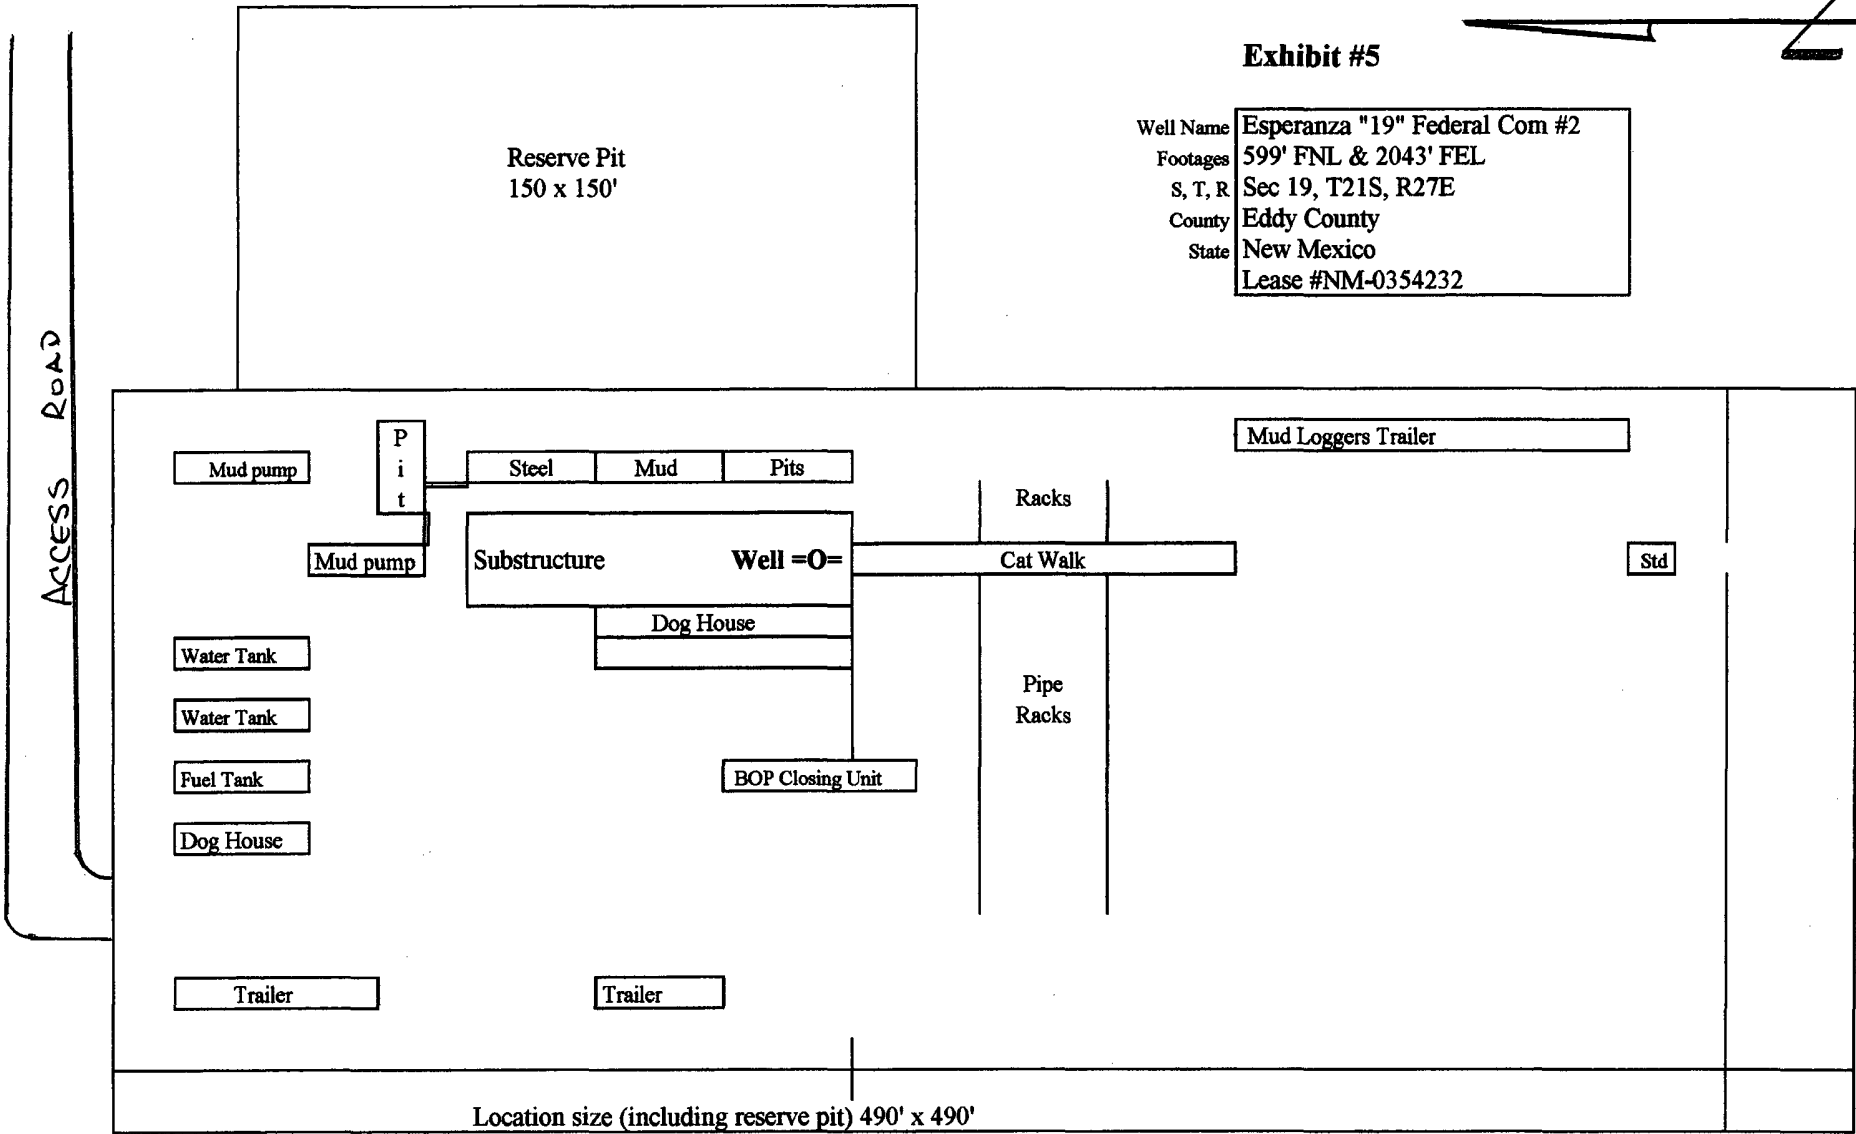 Exhibit #5
Well Name Esperanza "19" Federal Com #2
Footages 599' FNL & 2043' FEL
S, T, R Sec 19, T21S, R27E
County Eddy County
State New Mexico
Lease #NM-0354232
Reserve Pit
150 x 150'
ACCESS ROAD
Mud Loggers Trailer
Pit
Mud pump
Steel Mud Pits
Racks
Mud pump
Substructure
Well =O=
Cat Walk
Std
Dog House
Water Tank
Pipe
Racks
Water Tank
Fuel Tank
BOP Closing Unit
Dog House
Trailer
Trailer
Location size (including reserve pit) 490' x 490'